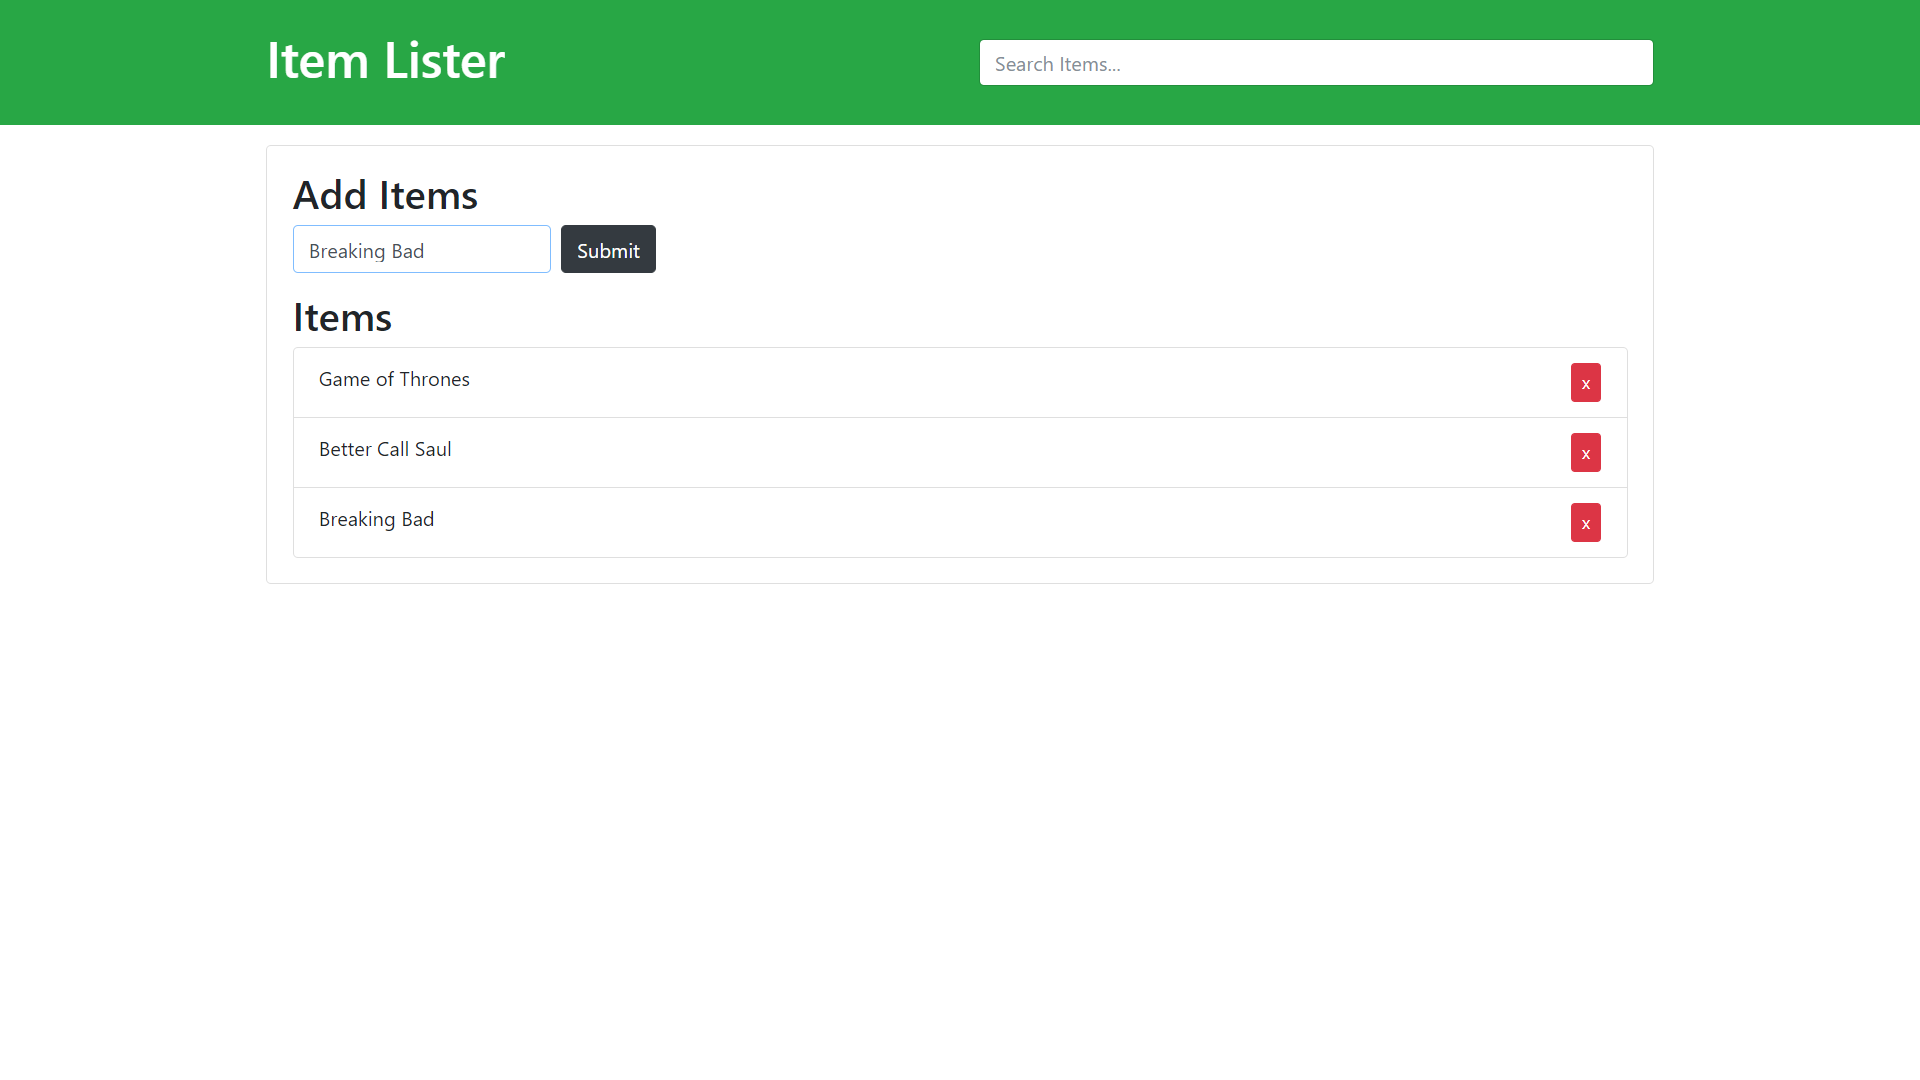 Item Lister
Search Items...
Add Items
Breaking Bad
Submit
Items
Game of Thrones
x
Better Call Saul
x
Breaking Bad
x